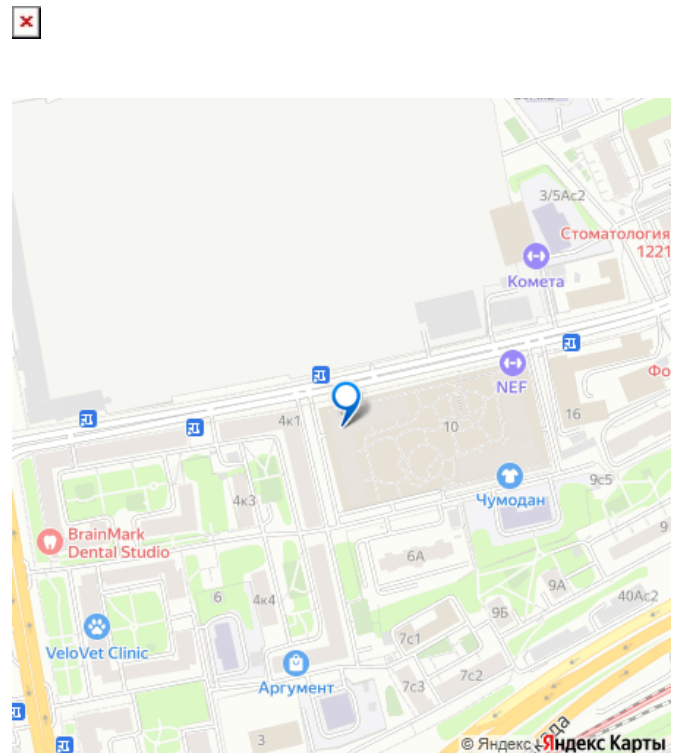 3/5Ас2
Стоматология
1221
Комета
NEF
Фо
4к1
10
16
Чумодан
9с5
4к3
BrainMark
Dental Studio
9
6А
6
4к4
9А
40Ас2
9Б
VeloVet Clinic
7с1
Аргумент
7с3
7с2
3
© Яндекс
Яндекс Карты